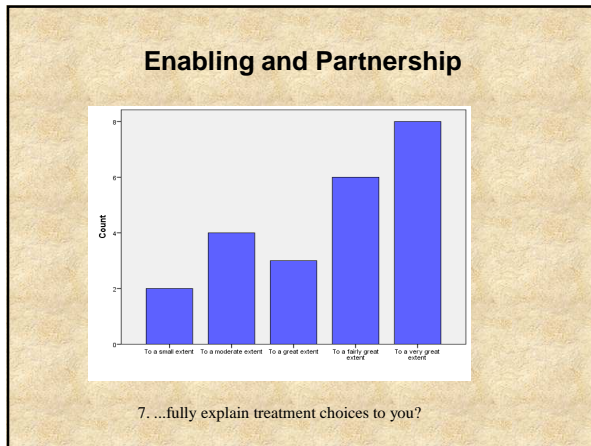 Enabling and Partnership
8
6
4
2
0
Count
To a small extent To a moderate extent To a great extent To a fairly great extent To a very great extent
7. ...fully explain treatment choices to you?